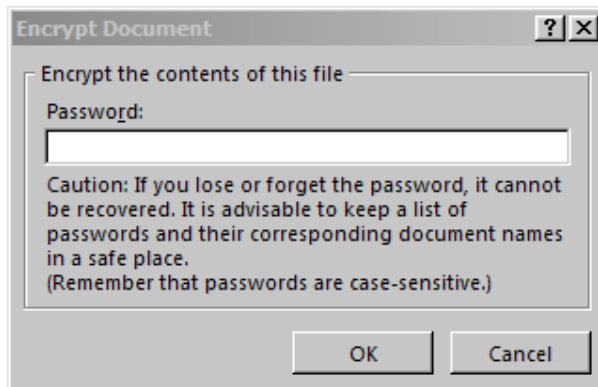 Encrypt Document
Encrypt the contents of this file
Password:
Caution: If you lose or forget the password, it cannot
be recovered. It is advisable to keep a list of
passwords and their corresponding document names
in a safe place.
(Remember that passwords are case-sensitive.)
OK Cancel